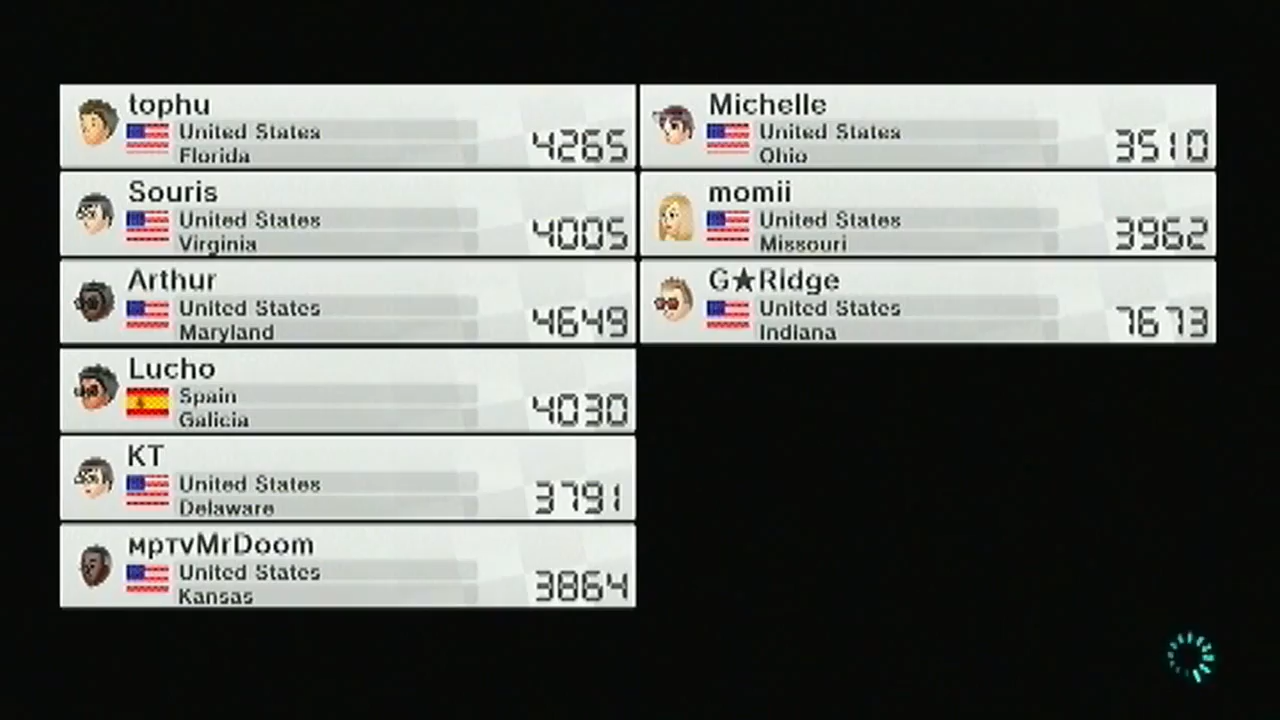 tophu
United States
Florida
4265
Souris
United States
Virginia
4005
Arthur
United States
Maryland
4649
Lucho
Spain
Galicia
4030
KT
United States
Delaware
3791
мpтvMrDoom
United States
Kansas
3864
Michelle
United States
Ohio
3510
momii
United States
Missouri
3962
G★Ridge
United States
Indiana
7673